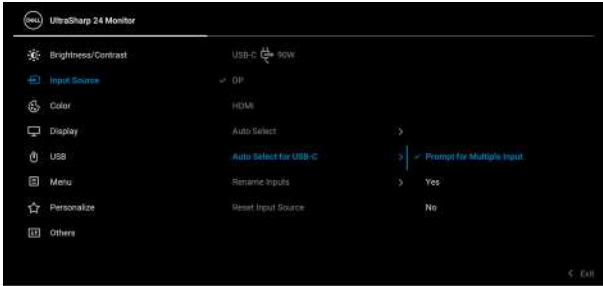 DELL UltraSharp 24 Monitor
Brightness/Contrast USB-C 90W
Input Source DP
Color HDMI
Display Auto Select
USB Auto Select for USB-C Prompt for Multiple Input
Menu Rename Inputs Yes
Personalize Reset Input Source No
Others
Exit